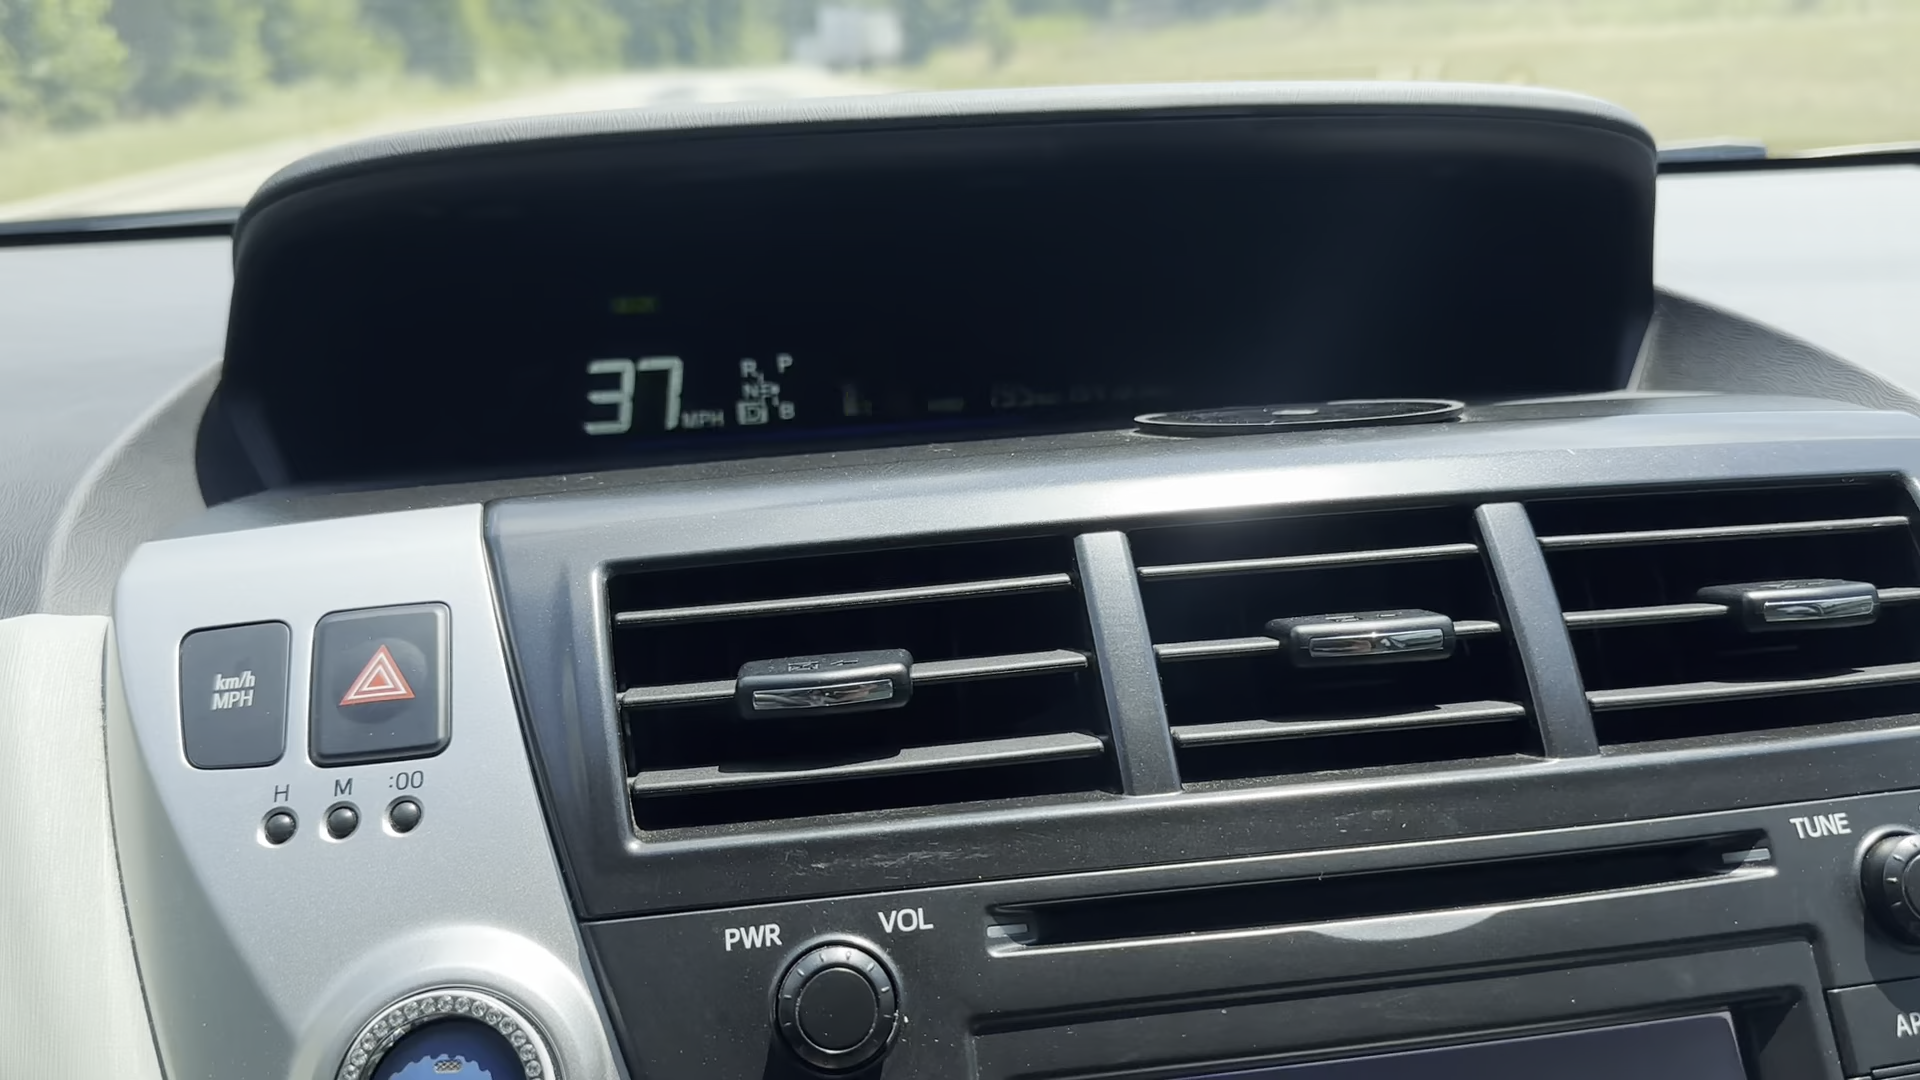 37 MPH
R P
N
D B
km/h
MPH
H M :00
PWR VOL
TUNE